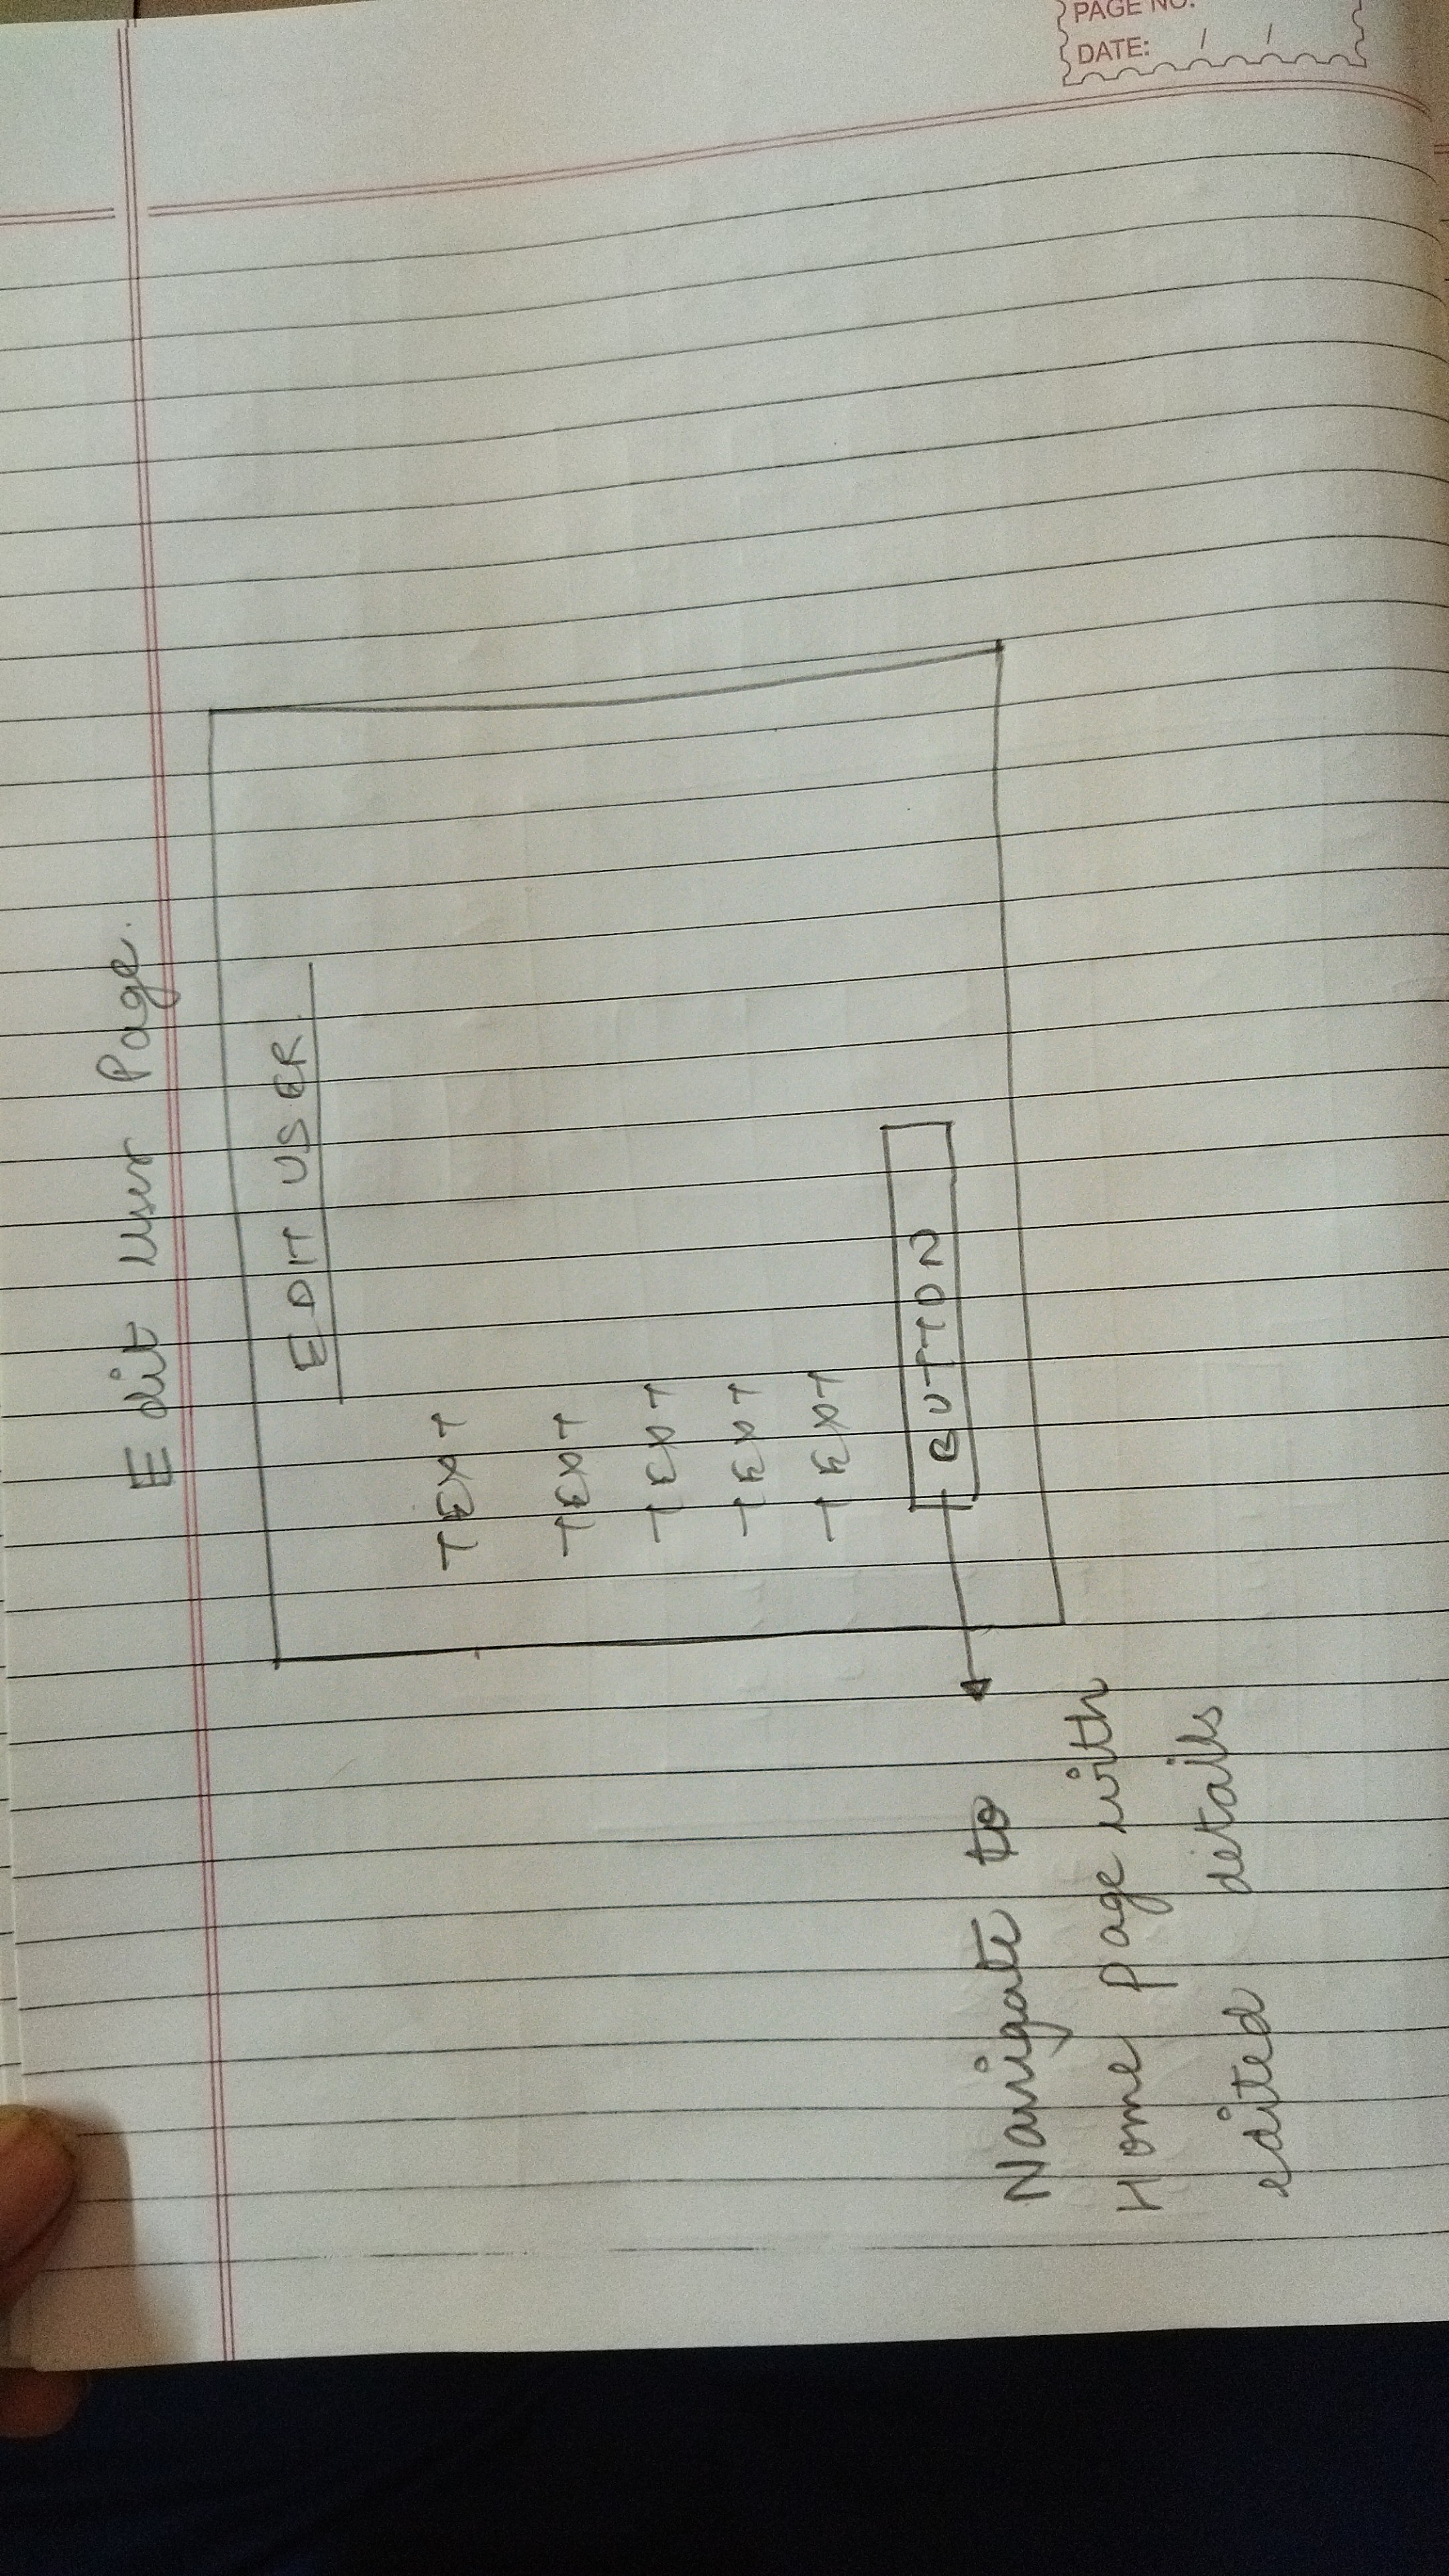 PAGE NO.
DATE: / /
Edit User Page.
EDIT USER
TEXT
TEXT
TEXT
TEXT
TEXT
BUTTON
Navigate to
Home page with
edited details